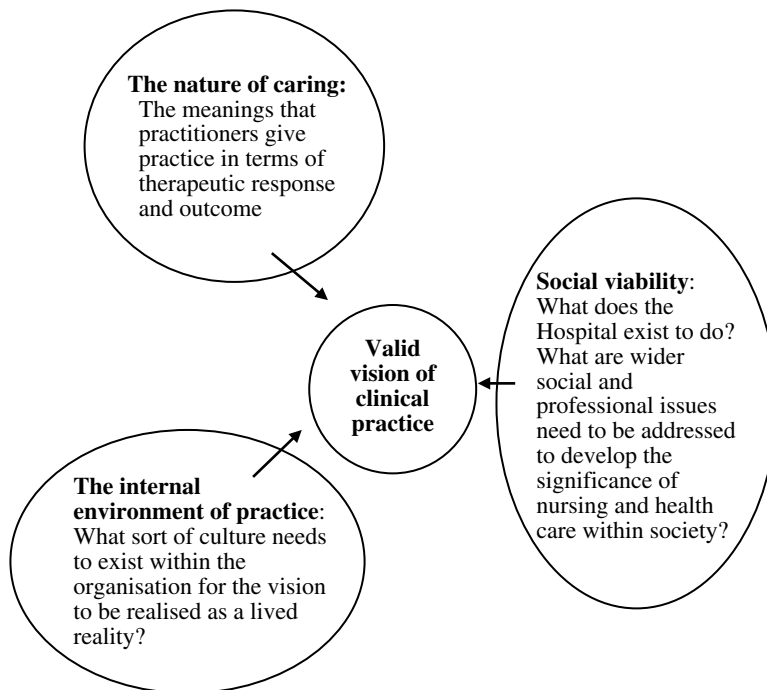 The nature of caring:
The meanings that
practitioners give
practice in terms of
therapeutic response
and outcome
Social viability:
What does the
Hospital exist to do?
What are wider
social and
professional issues
need to be addressed
to develop the
significance of
nursing and health
care within society?
Valid
vision of
clinical
practice
The internal
environment of practice:
What sort of culture needs
to exist within the
organisation for the vision
to be realised as a lived
reality?